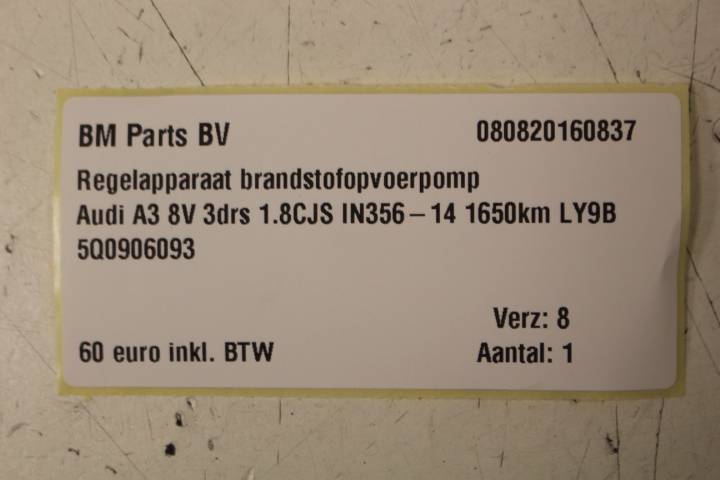 BM Parts BV 080820160837
Regelapparaat brandstofopvoerpomp
Audi A3 8V 3drs 1.8CJS IN356-14 1650km LY9B
5Q0906093
Verz: 8
60 euro inkl. BTW Aantal: 1